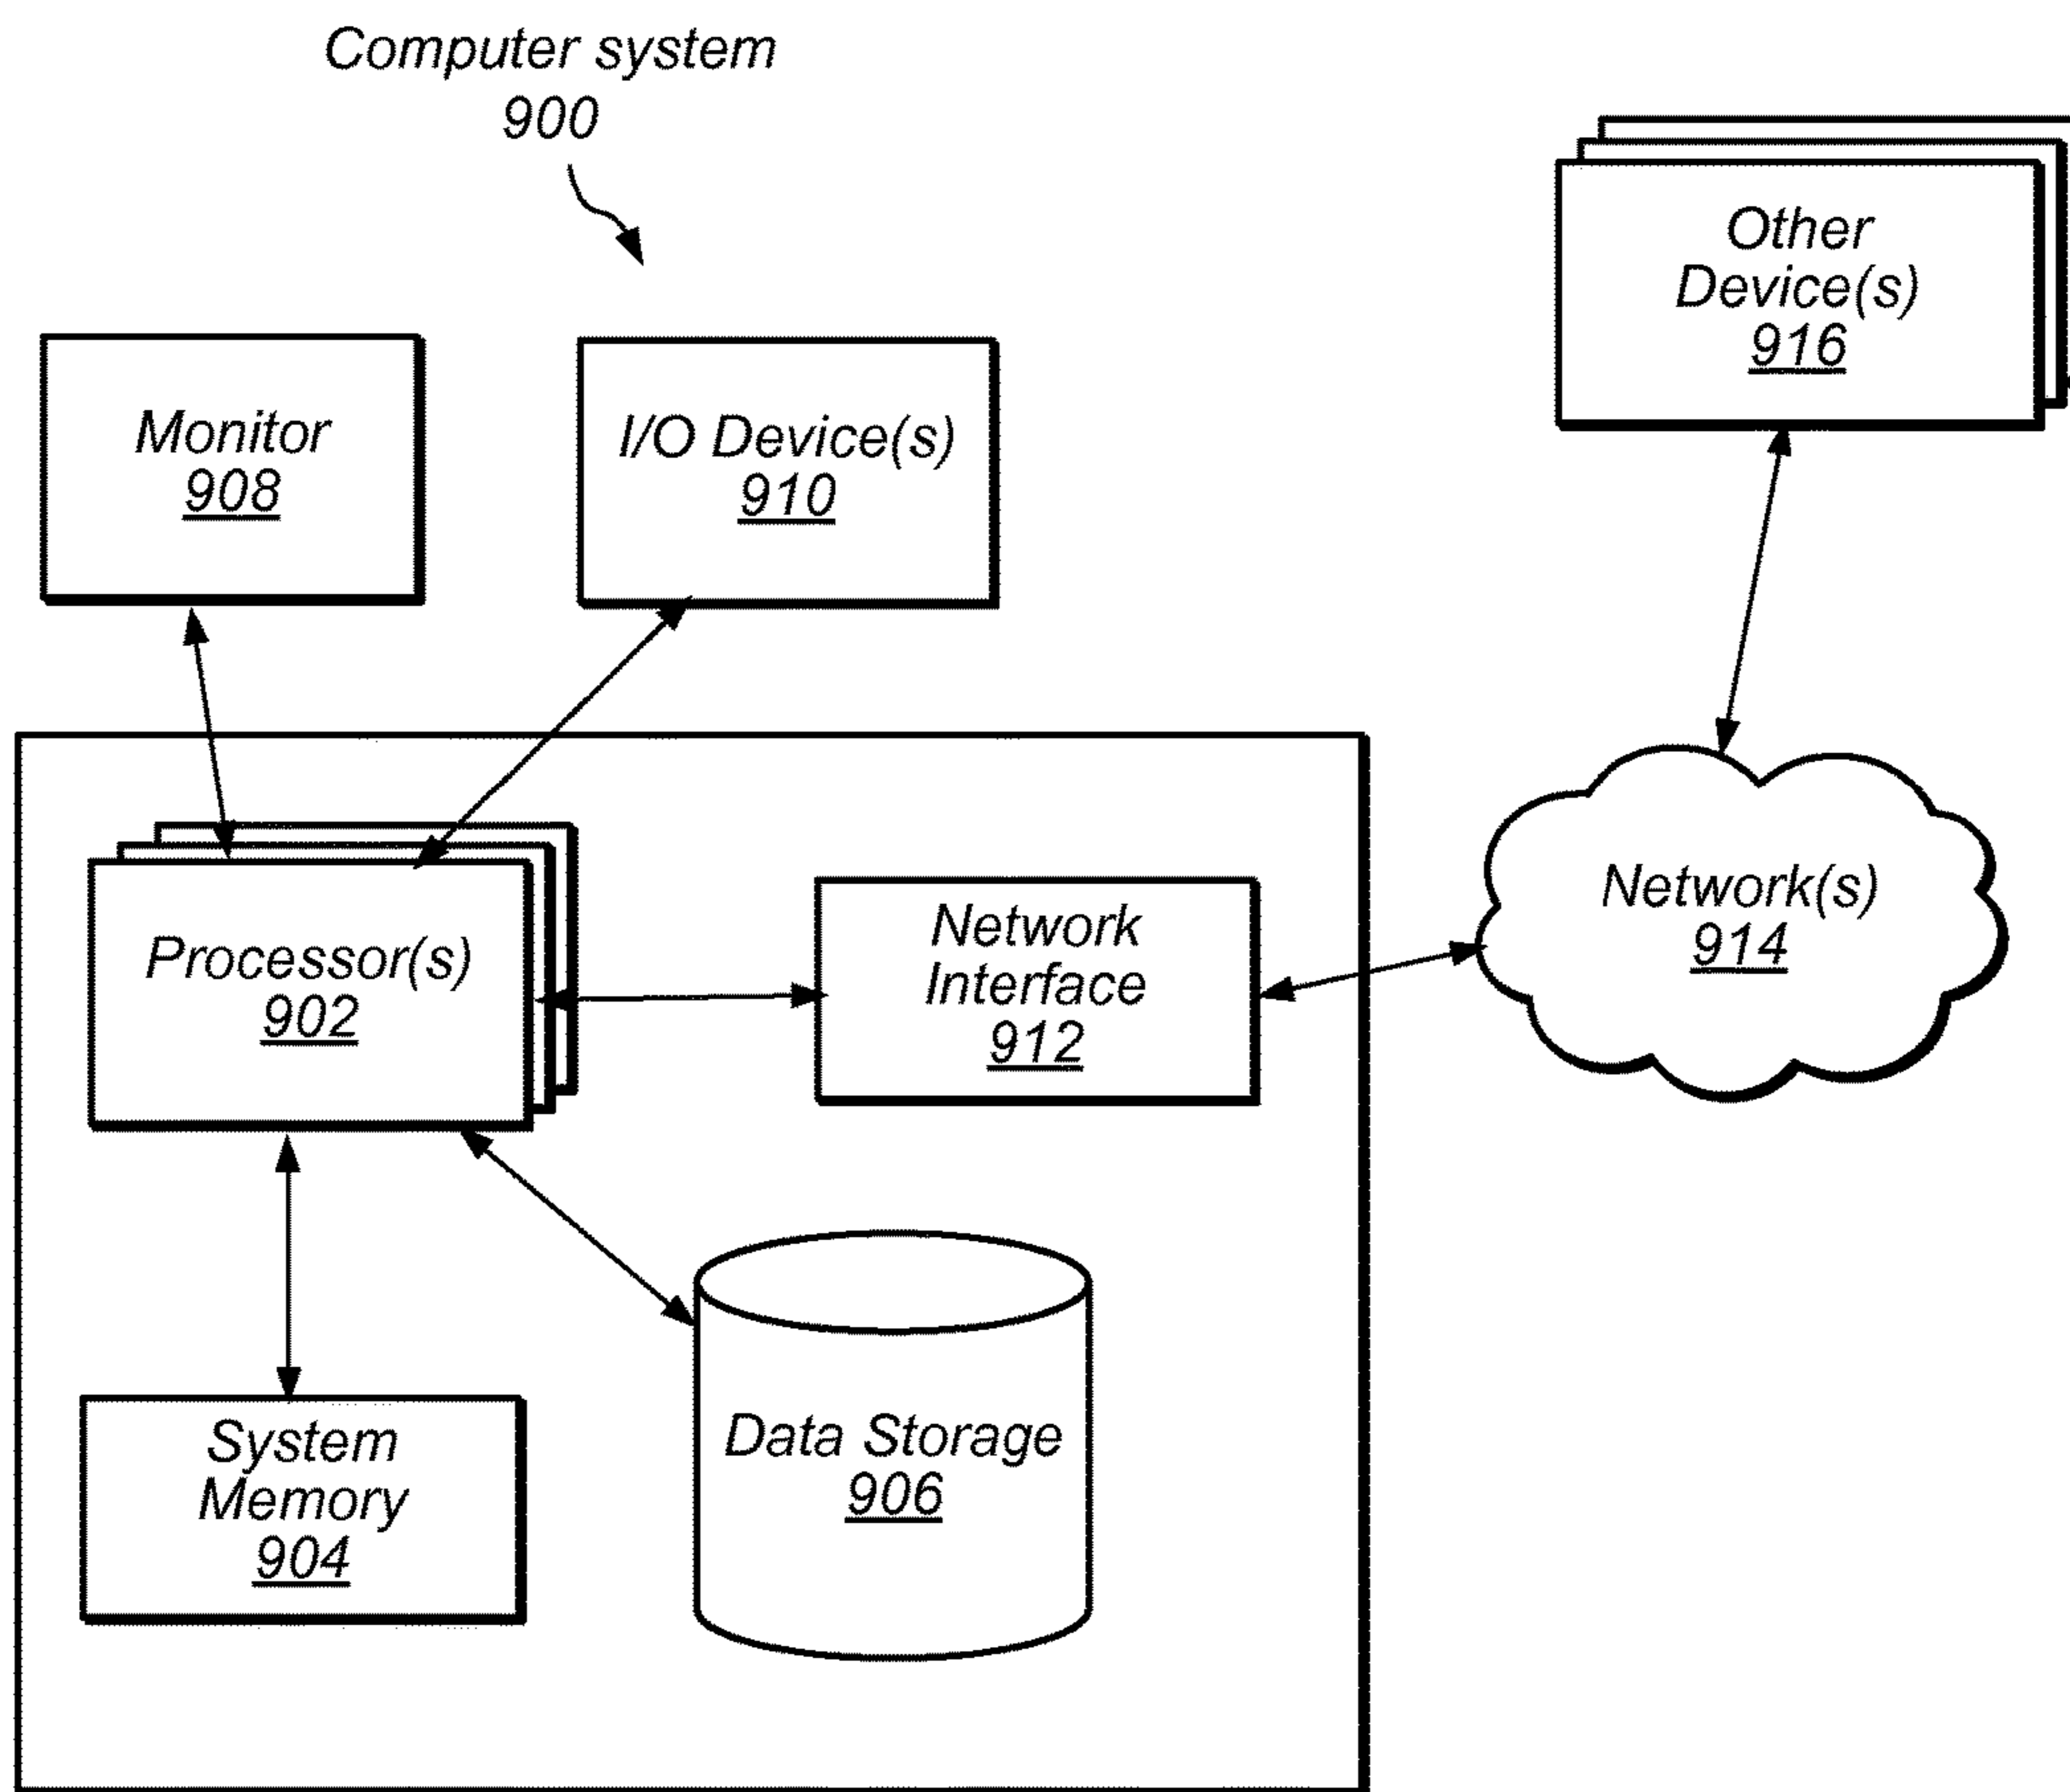 Computer system
900
Other
Device(s)
916
Monitor
908
I/O Device(s)
910
Processor(s)
902
Network
Interface
912
Network(s)
914
System
Memory
904
Data Storage
906